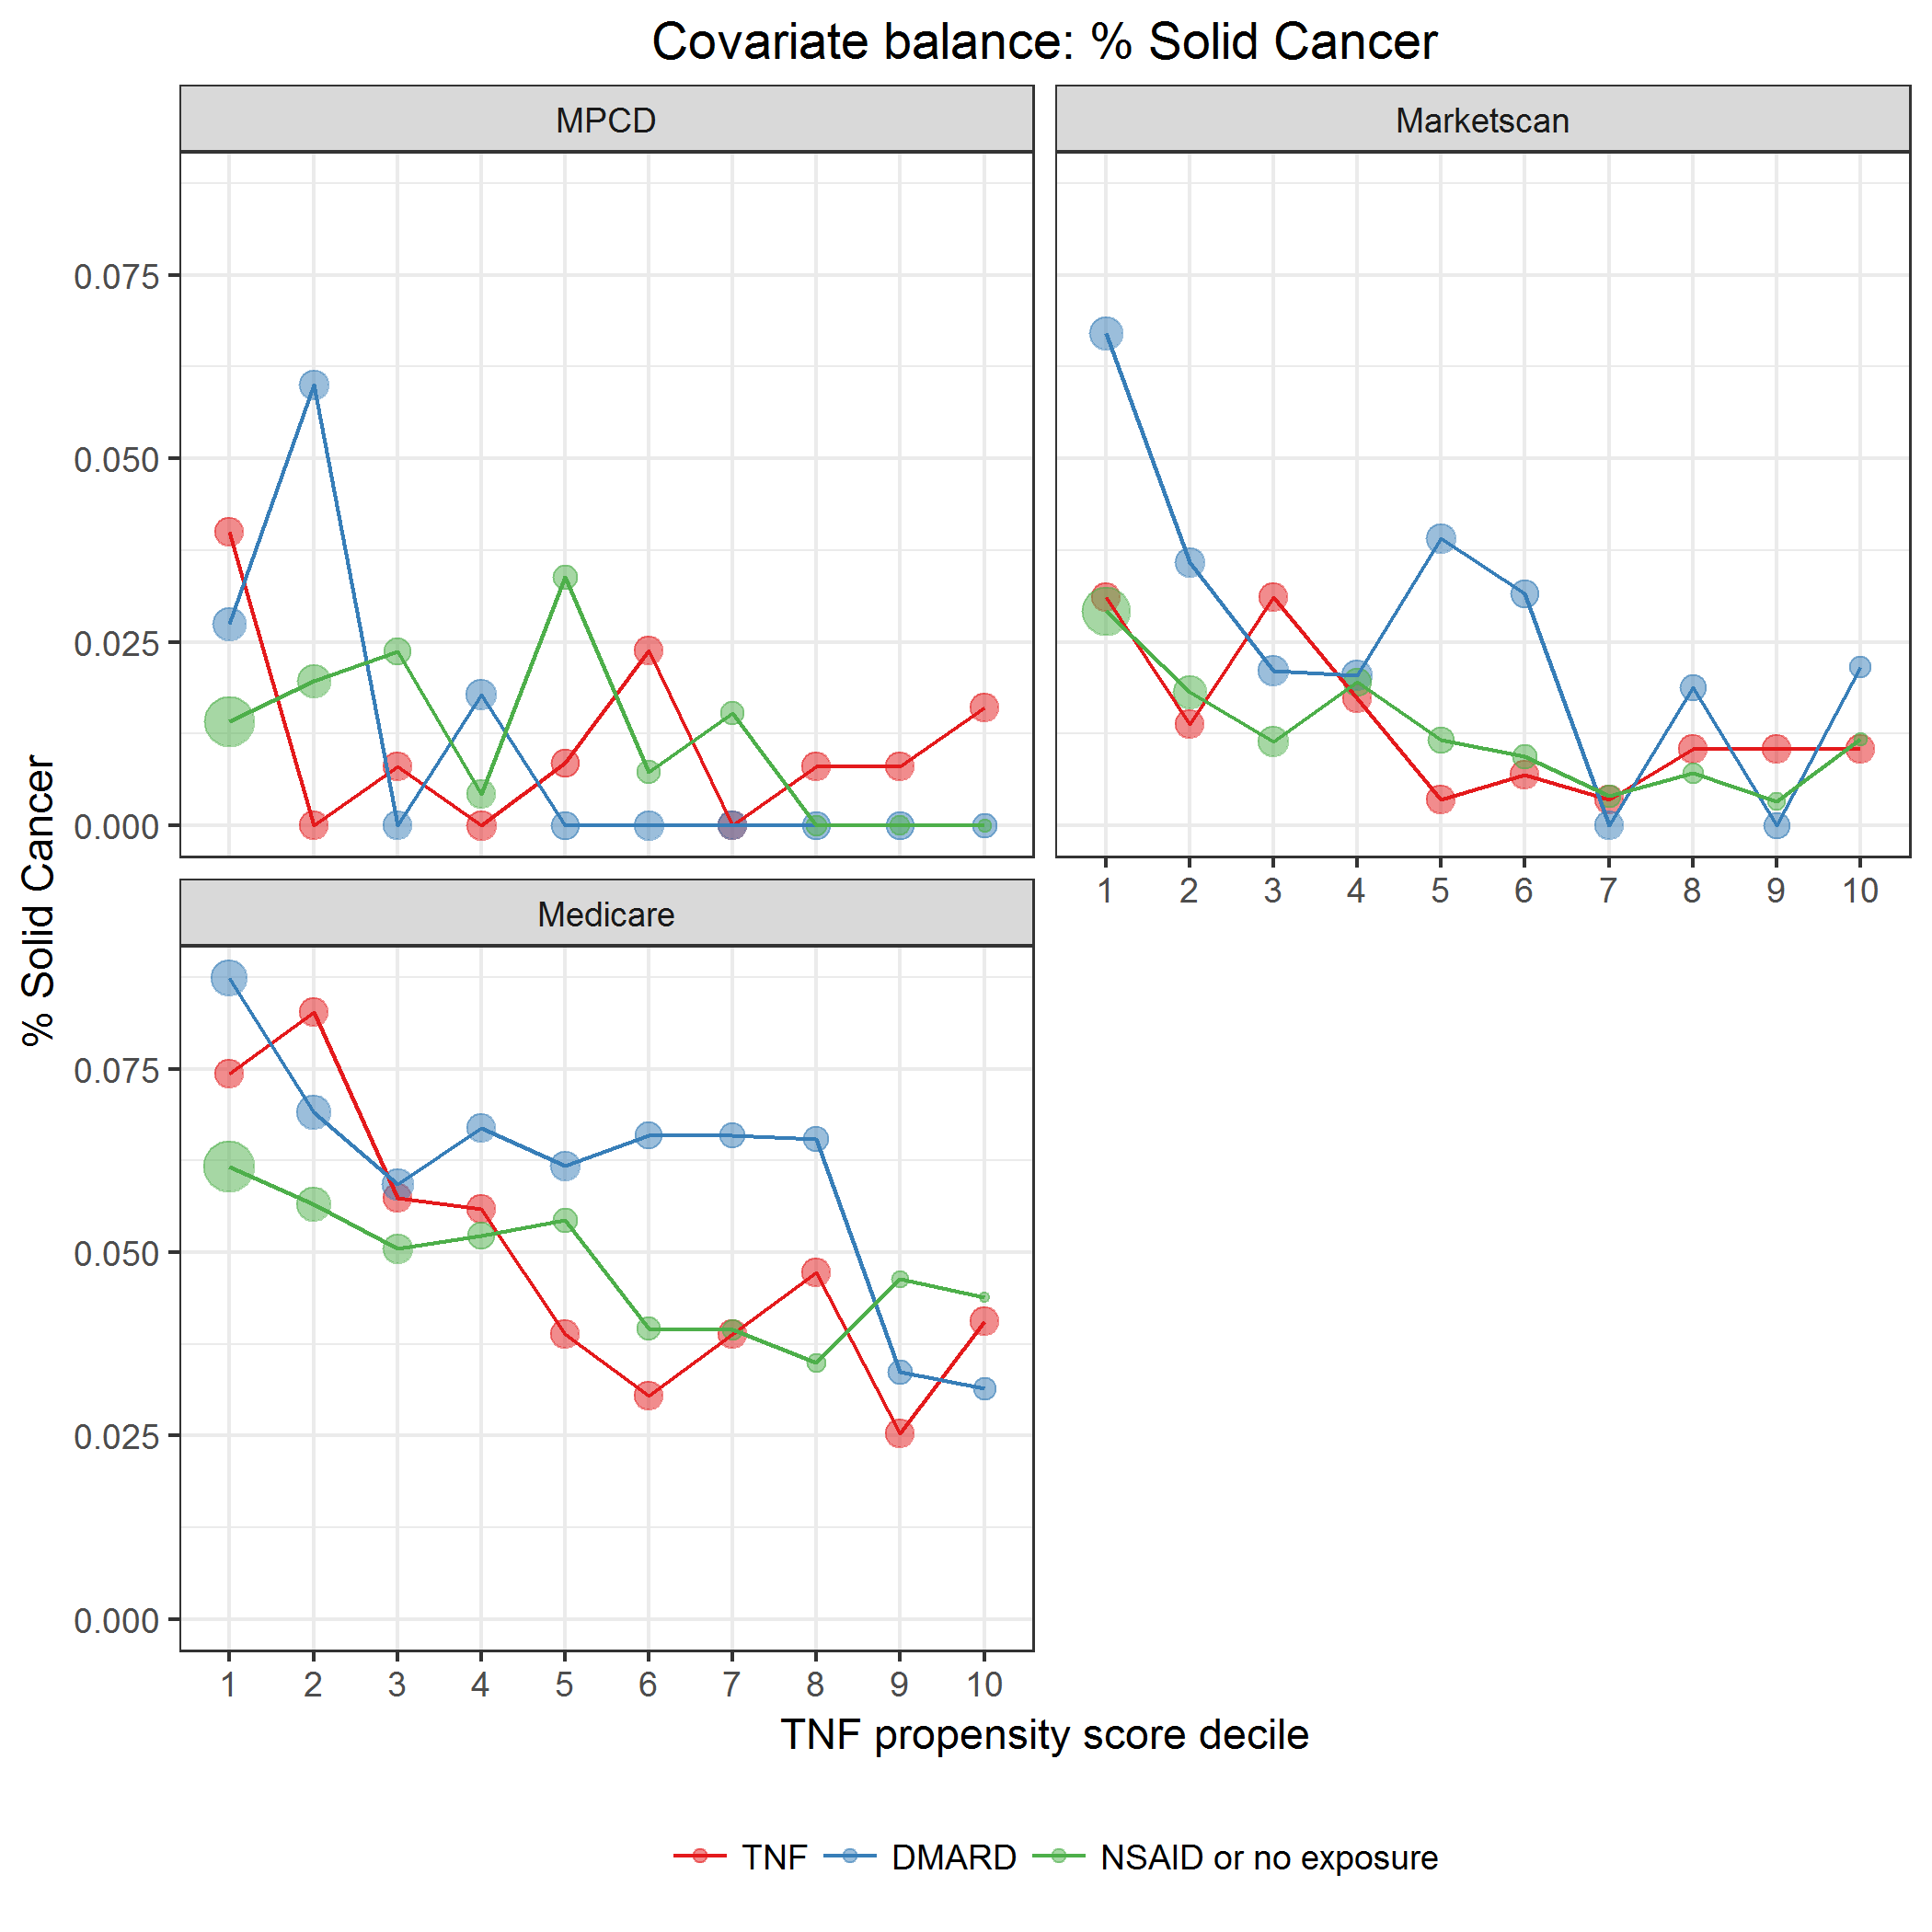 Covariate balance: % Solid Cancer
MPCD
Marketscan
0.075
0.050
0.025
0.000
1 2 3 4 5 6 7 8 9 10
Medicare
0.075
0.050
0.025
0.000
1 2 3 4 5 6 7 8 9 10
% Solid Cancer
TNF propensity score decile
TNF DMARD NSAID or no exposure